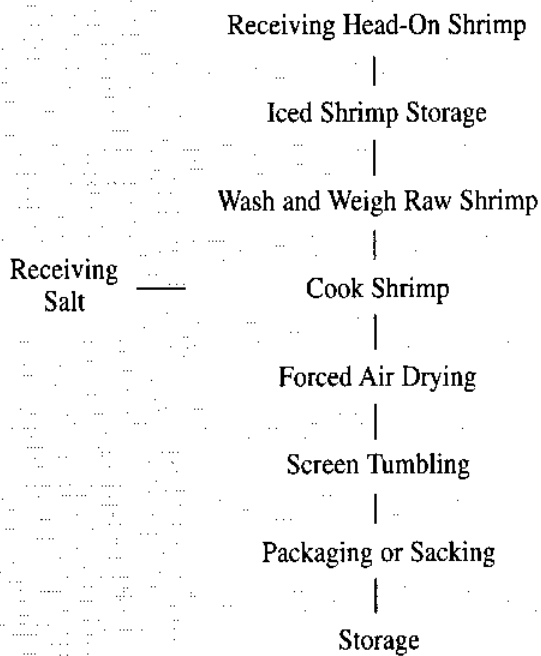 Receiving Head-On Shrimp
Iced Shrimp Storage
Wash and Weigh Raw Shrimp
Receiving
Salt
Cook Shrimp
Forced Air Drying
Screen Tumbling
Packaging or Sacking
Storage